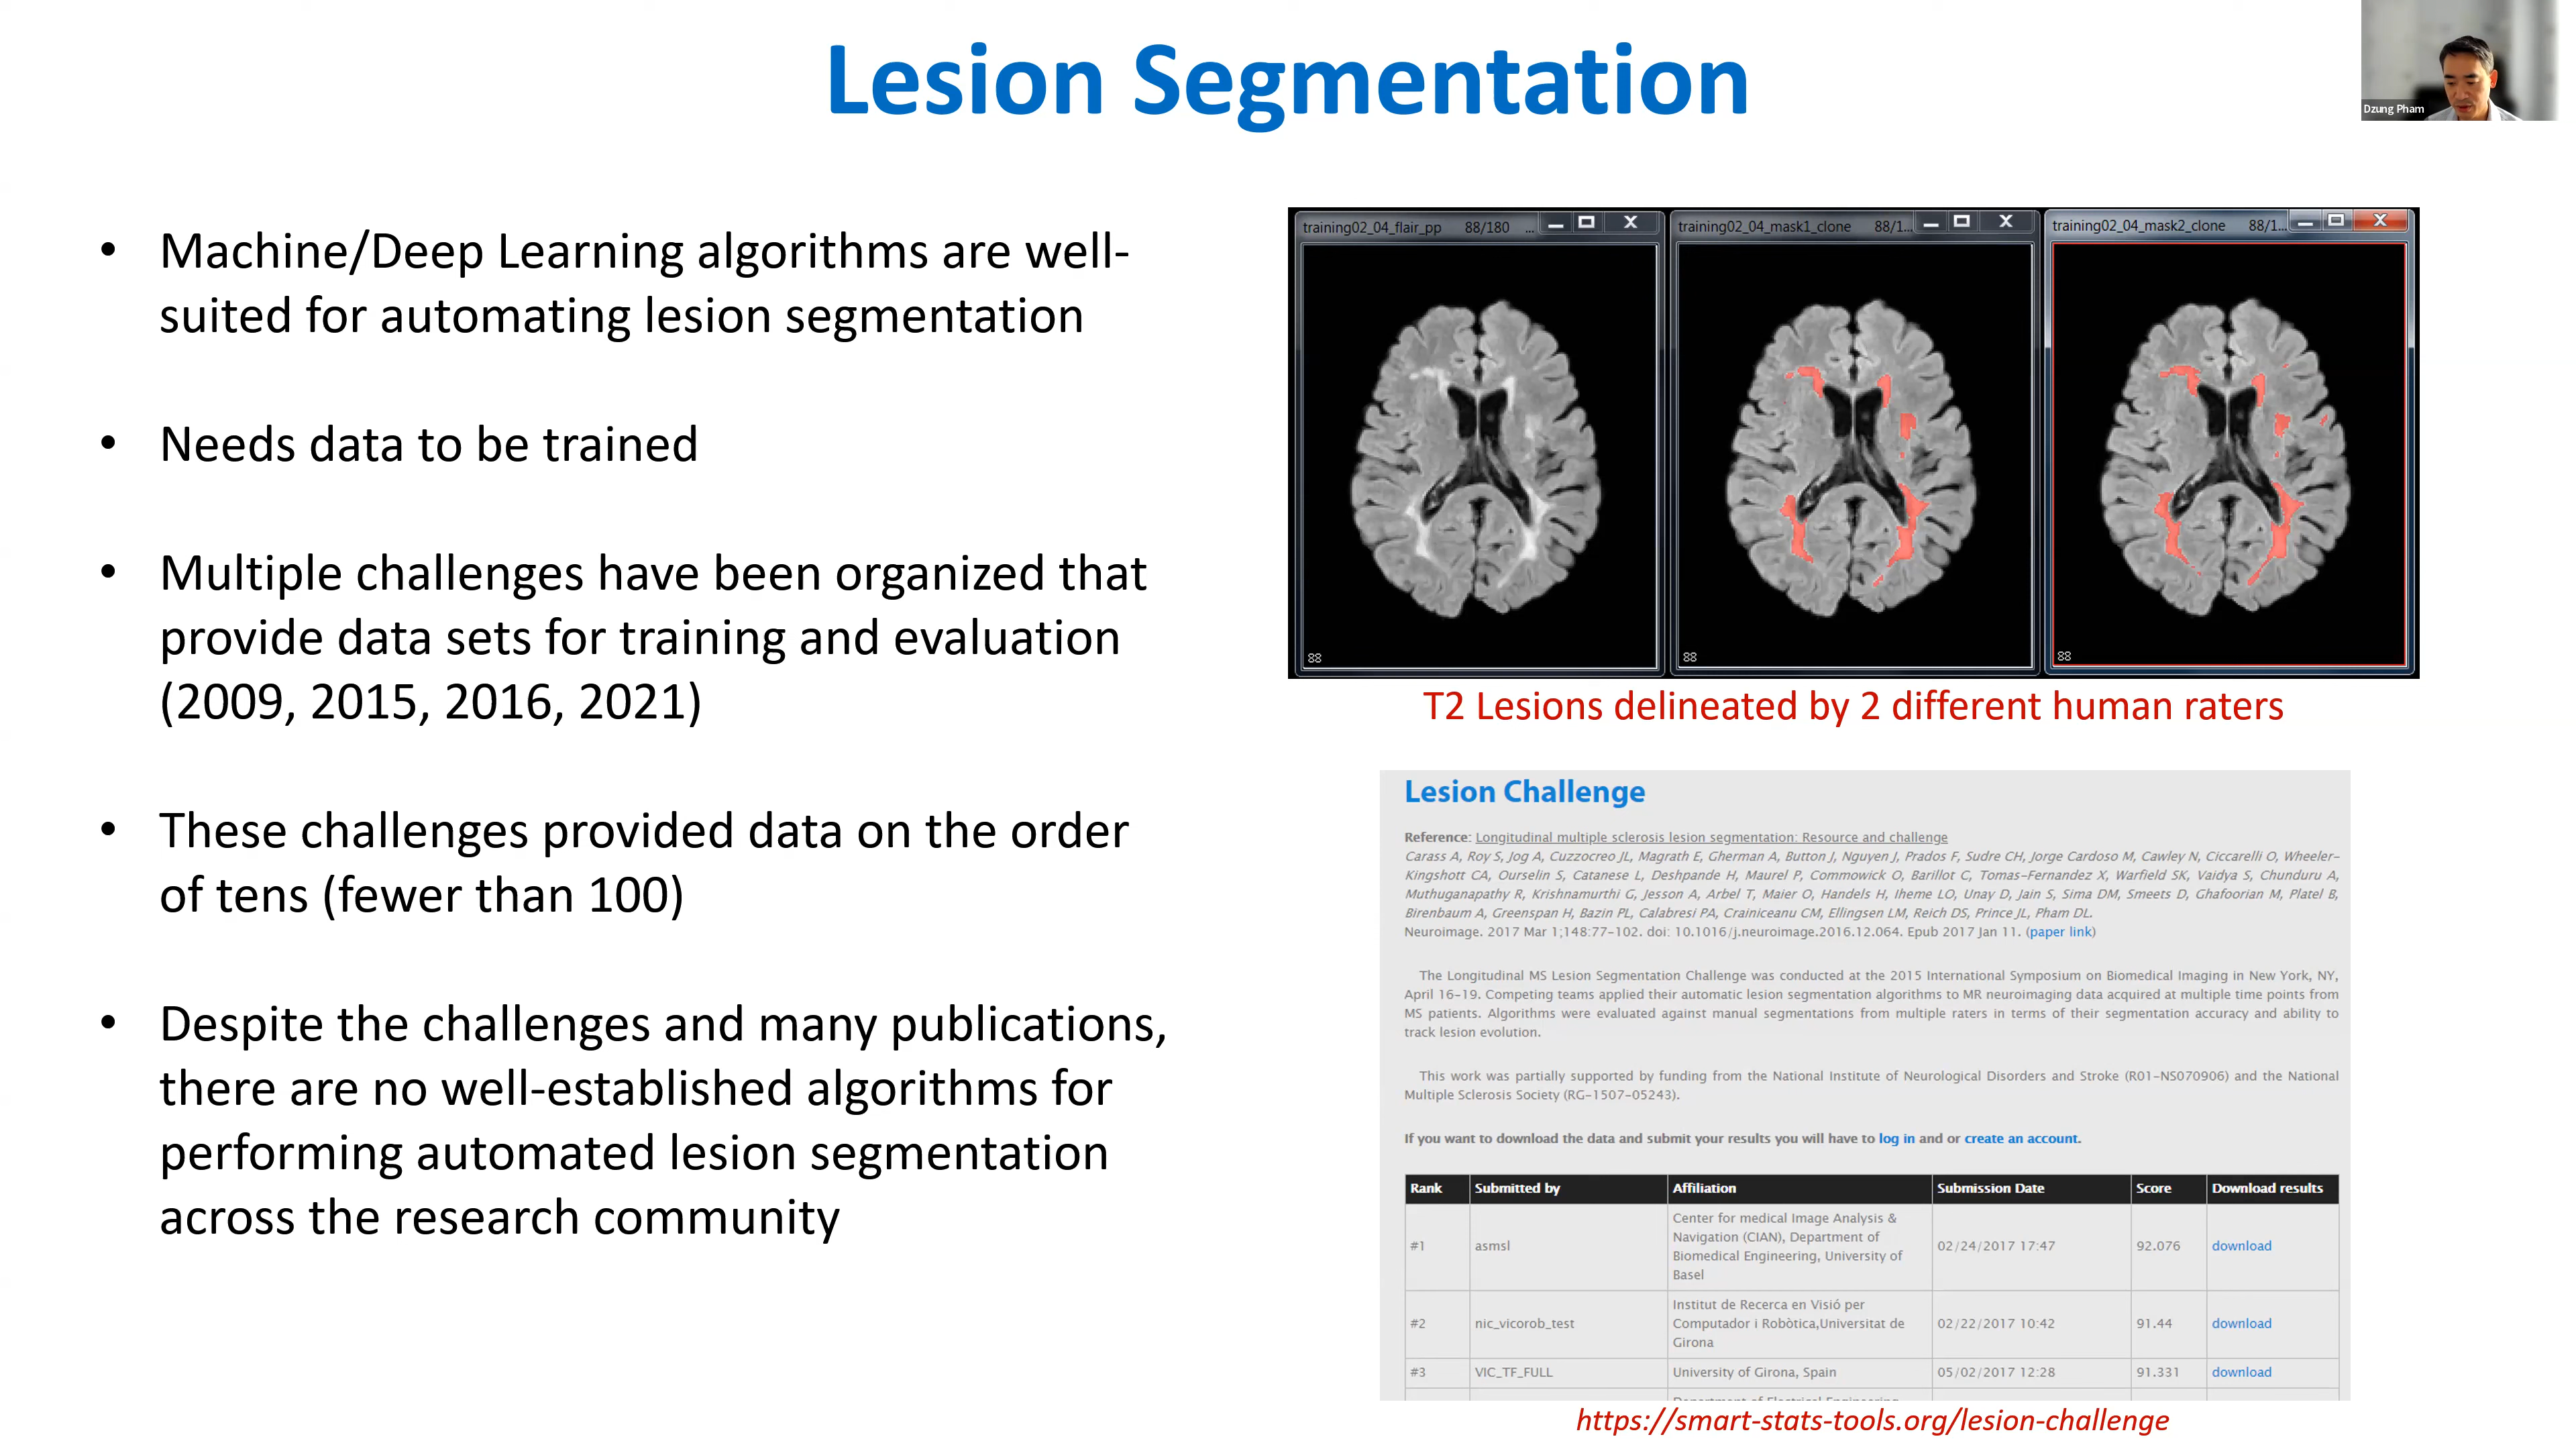 Lesion Segmentation
Dzung Pham
• Machine/Deep Learning algorithms are well-
suited for automating lesion segmentation
• Needs data to be trained
• Multiple challenges have been organized that
provide data sets for training and evaluation
(2009, 2015, 2016, 2021)
• These challenges provided data on the order
of tens (fewer than 100)
• Despite the challenges and many publications,
there are no well-established algorithms for
performing automated lesion segmentation
across the research community
training02_04_flair_pp 88/180 ...
training02_04_mask1_clone 88/1...
training02_04_mask2_clone 88/1...
88
88
88
T2 Lesions delineated by 2 different human raters
Lesion Challenge
Reference: Longitudinal multiple sclerosis lesion segmentation: Resource and challenge
Carass A, Roy S, Jog A, Cuzzocreo JL, Magrath E, Gherman A, Button J, Nguyen J, Prados F, Sudre CH, Jorge Cardoso M, Cawley N, Ciccarelli O, Wheeler-
Kingshott CA, Ourselin S, Catanese L, Deshpande H, Maurel P, Commowick O, Barillot C, Tomas-Fernandez X, Warfield SK, Vaidya S, Chunduru A,
Muthuganapathy R, Krishnamurthi G, Jesson A, Arbel T, Maier O, Handels H, Iheme LO, Unay D, Jain S, Sima DM, Smeets D, Ghafoorian M, Platel B,
Birenbaum A, Greenspan H, Bazin PL, Calabresi PA, Crainiceanu CM, Ellingsen LM, Reich DS, Prince JL, Pham DL.
Neuroimage. 2017 Mar 1;148:77-102. doi: 10.1016/j.neuroimage.2016.12.064. Epub 2017 Jan 11. (paper link)
The Longitudinal MS Lesion Segmentation Challenge was conducted at the 2015 International Symposium on Biomedical Imaging in New York, NY,
April 16-19. Competing teams applied their automatic lesion segmentation algorithms to MR neuroimaging data acquired at multiple time points from
MS patients. Algorithms were evaluated against manual segmentations from multiple raters in terms of their segmentation accuracy and ability to
track lesion evolution.
This work was partially supported by funding from the National Institute of Neurological Disorders and Stroke (R01-NS070906) and the National
Multiple Sclerosis Society (RG-1507-05243).
If you want to download the data and submit your results you will have to log in and or create an account.
Rank Submitted by Affiliation Submission Date Score Download results
#1 asmsl Center for medical Image Analysis &
Navigation (CIAN), Department of
Biomedical Engineering, University of
Basel 02/24/2017 17:47 92.076 download
#2 nic_vicorob_test Institut de Recerca en Visió per
Computador i Robòtica,Universitat de
Girona 02/22/2017 10:42 91.44 download
#3 VIC_TF_FULL University of Girona, Spain 05/02/2017 12:28 91.331 download
https://smart-stats-tools.org/lesion-challenge